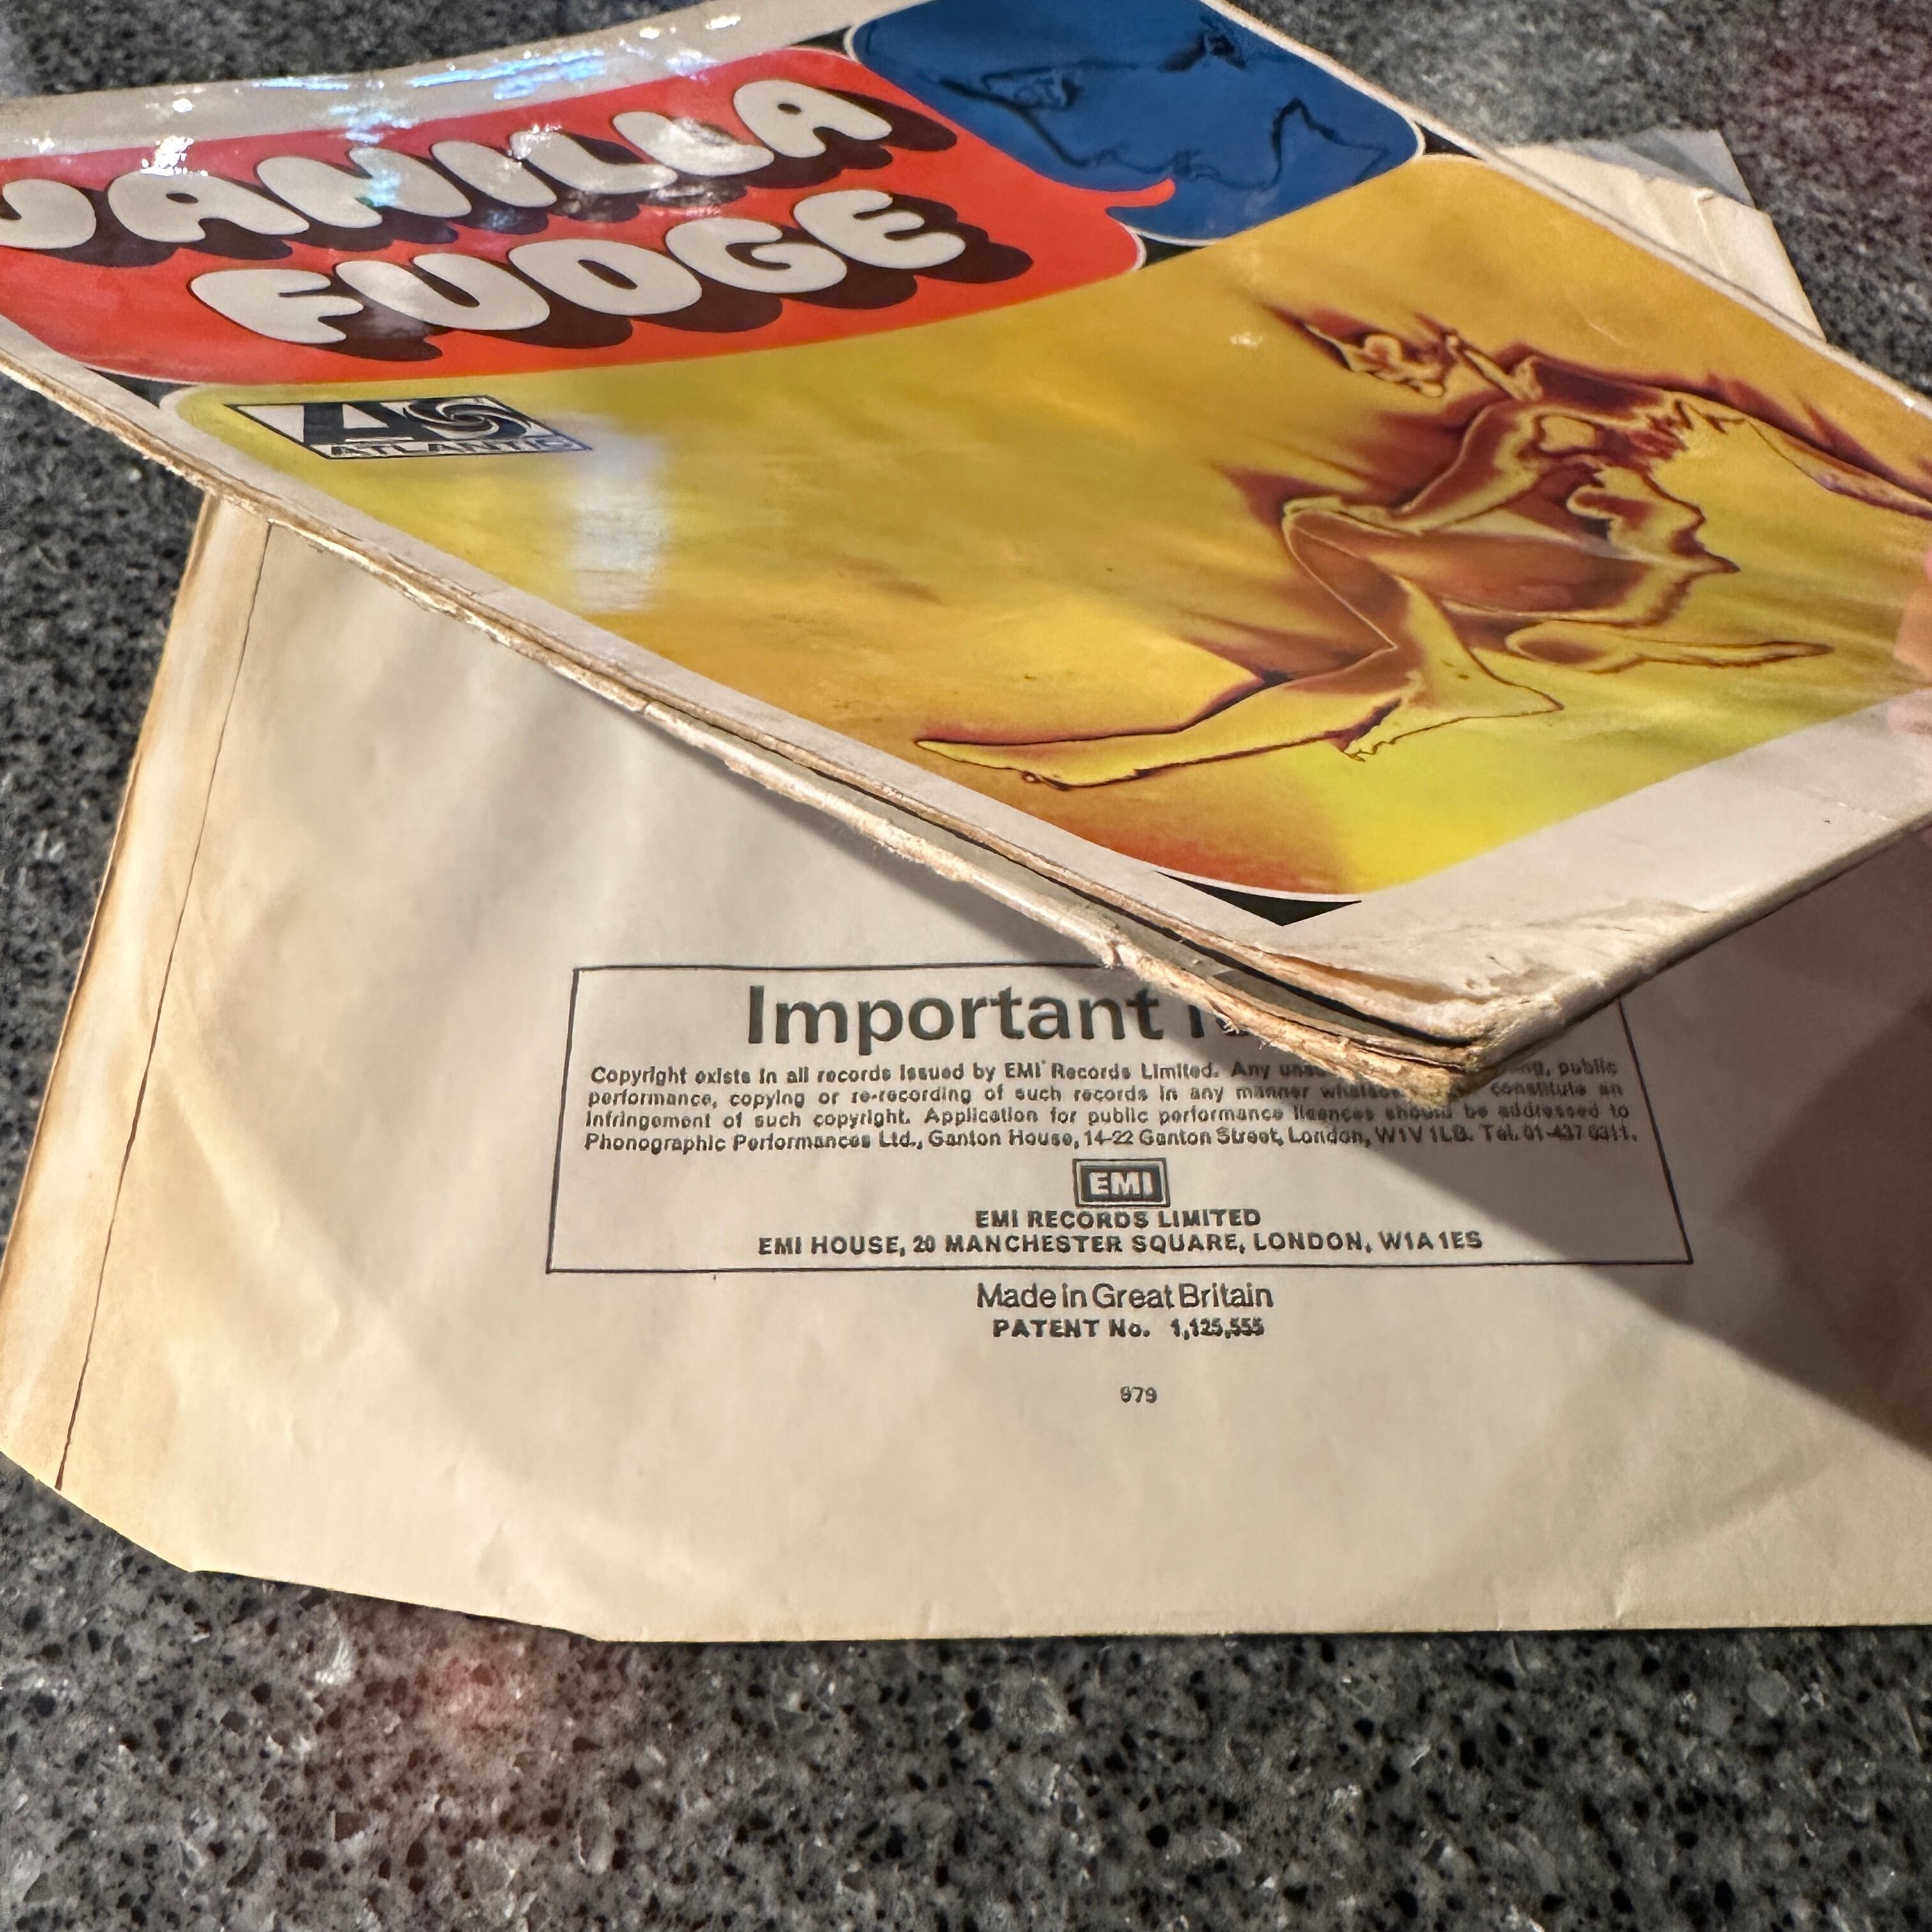 VANILLA
FUDGE
ATLANTIC
Important
Copyright exists in all records issued by EMI Records Limited. Any public
performance, copying or re-recording of such records in any manner constitute an
infringement of such copyright. Application for public performance licences should be addressed to
Phonographic Performances Ltd., Ganton House, 14-22 Ganton Street, London, W1V 1LB. Tel. 01-437 0311.
EMI
EMI RECORDS LIMITED
EMI HOUSE, 20 MANCHESTER SQUARE, LONDON, W1A 1ES
Made in Great Britain
PATENT No. 1,125,555
979